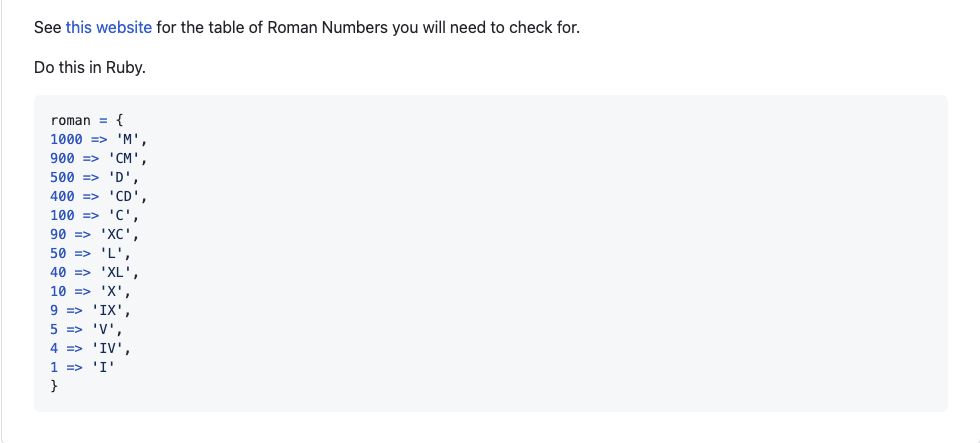 See this website for the table of Roman Numbers you will need to check for.
Do this in Ruby.
roman = {
1000 => 'M',
900 => 'CM',
500 => 'D',
400 => 'CD',
100 => 'C',
90 => 'XC',
50 => 'L',
40 => 'XL',
10 => 'X',
9 => 'IX',
5 => 'V',
4 => 'IV',
1 => 'I'
}